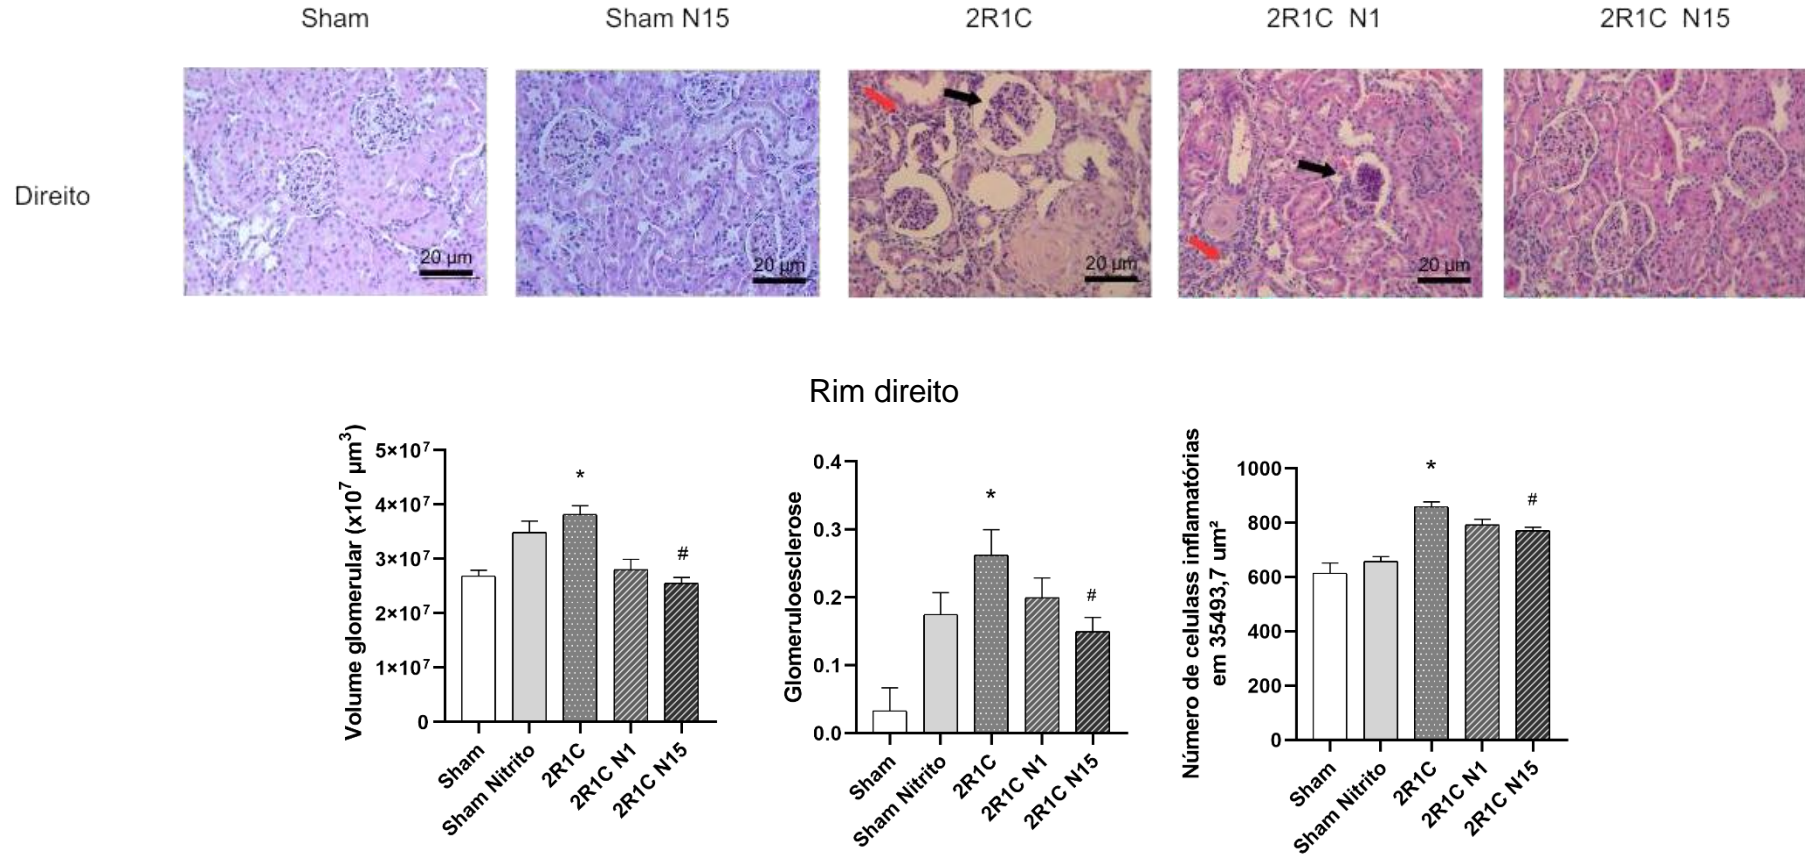 Sham Sham N15 2R1C 2R1C N1 2R1C N15
Direito
20 µm 20 µm 20 µm 20 µm
Rim direito
Volume glomerular (x10⁷ µm³)
5×10⁷
4×10⁷
3×10⁷
2×10⁷
1×10⁷
0
*
#
Sham
Sham Nitrito
2R1C
2R1C N1
2R1C N15
Glomeruloesclerose
0.4
0.3
0.2
0.1
0.0
*
#
Sham
Sham Nitrito
2R1C
2R1C N1
2R1C N15
Número de celulass inflamatórias
em 35493,7 um²
1000
800
600
400
200
0
*
#
Sham
Sham Nitrito
2R1C
2R1C N1
2R1C N15